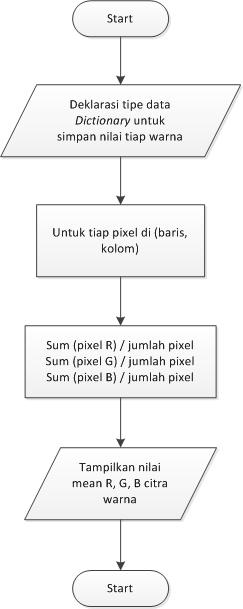 Start
Deklarasi tipe data
Dictionary untuk
simpan nilai tiap warna
Untuk tiap pixel di (baris,
kolom)
Sum (pixel R) / jumlah pixel
Sum (pixel G) / jumlah pixel
Sum (pixel B) / jumlah pixel
Tampilkan nilai
mean R, G, B citra
warna
Start